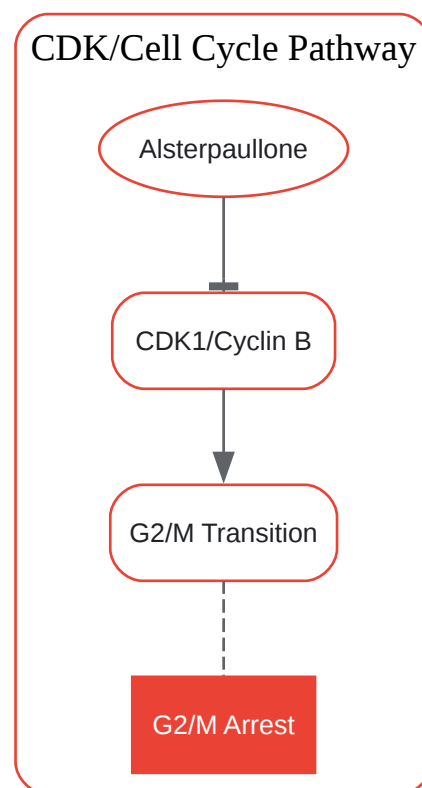 CDK/Cell Cycle Pathway
Alsterpaullone
CDK1/Cyclin B
G2/M Transition
G2/M Arrest